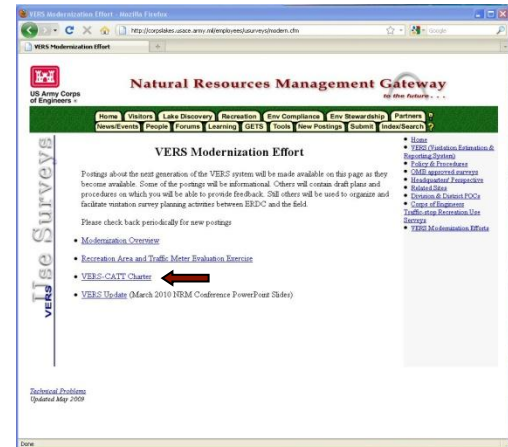 VERS Modernization Effort - Mozilla Firefox
http://corpslakes.usace.army.mil/employees/usurveys/modern.cfm
Google
VERS Modernization Effort
US Army Corps
of Engineers
Natural Resources Management Gateway
to the future . . .
Home Visitors Lake Discovery Recreation Env Compliance Env Stewardship Partners
News/Events People Forums Learning GETS Tools New Postings Submit Index/Search ?
VERS Use Surveys
VERS Modernization Effort
Postings about the next generation of the VERS system will be made available on this page as they
become available. Some of the postings will be informational. Others will contain draft plans and
procedures on which you will be able to provide feedback. Still others will be used to organize and
facilitate visitation survey planning activities between ERDC and the field.
Please check back periodically for new postings
• Modernization Overview
• Recreation Area and Traffic Meter Evaluation Exercise
• VERS-CATT Charter
• VERS Update (March 2010 NRM Conference PowerPoint Slides)
• Home
• VERS (Visitation Estimation &
Reporting System)
• Policy & Procedures
• OMB approved surveys
• Headquarters' Perspective
• Related Sites
• Division & District POCs
• Corps of Engineers
Traffic-stop Recreation Use
Surveys
• VERS Modernization Efforts
Technical Problems
Updated May 2009
Done